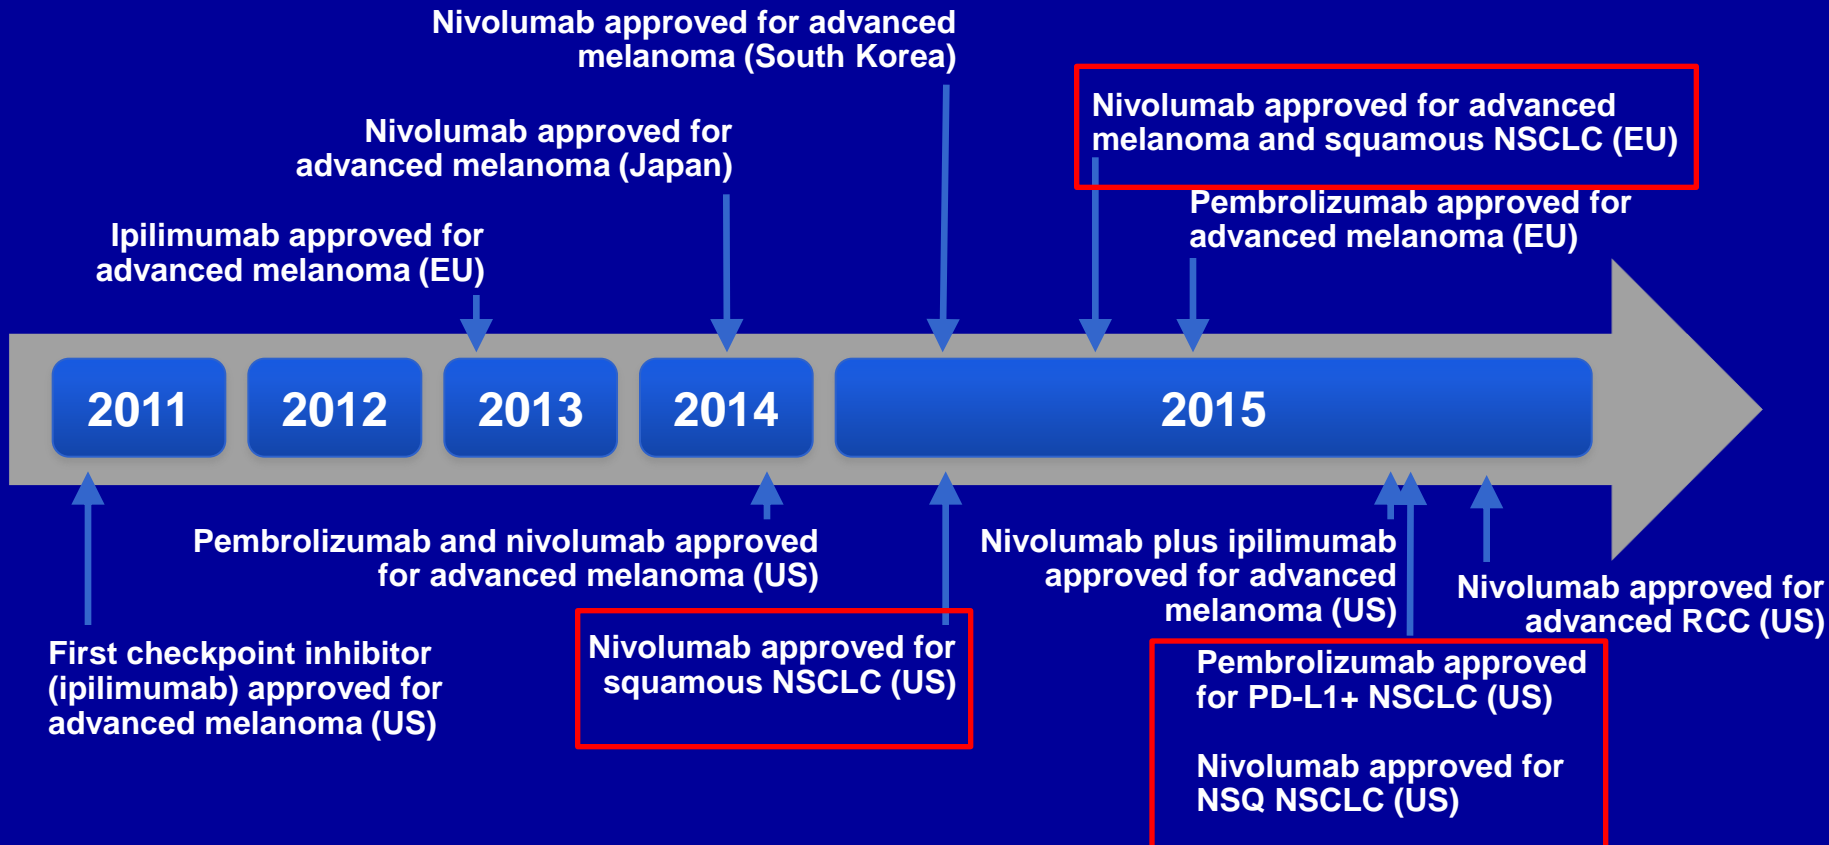 Nivolumab approved for advanced
melanoma (South Korea)
Nivolumab approved for advanced
melanoma and squamous NSCLC (EU)
Nivolumab approved for
advanced melanoma (Japan)
Pembrolizumab approved for
advanced melanoma (EU)
Ipilimumab approved for
advanced melanoma (EU)
2011
2012
2013
2014
2015
Pembrolizumab and nivolumab approved
for advanced melanoma (US)
Nivolumab plus ipilimumab
approved for advanced
melanoma (US)
Nivolumab approved for
advanced RCC (US)
First checkpoint inhibitor
(ipilimumab) approved for
advanced melanoma (US)
Nivolumab approved for
squamous NSCLC (US)
Pembrolizumab approved
for PD-L1+ NSCLC (US)
Nivolumab approved for
NSQ NSCLC (US)